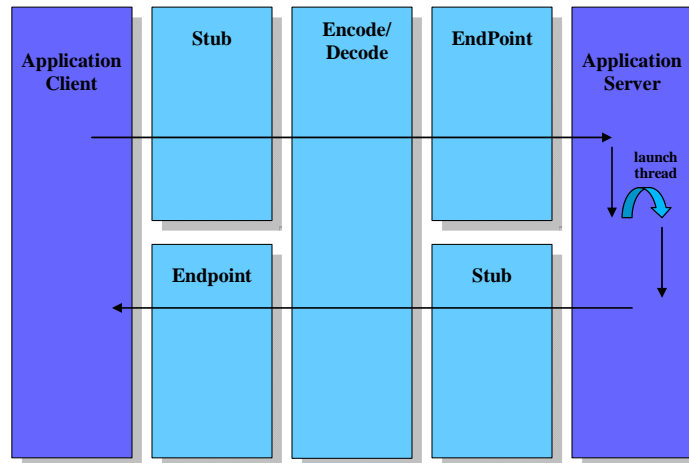 Application
Client
Stub
Encode/
Decode
EndPoint
Application
Server
launch
thread
Endpoint
Stub